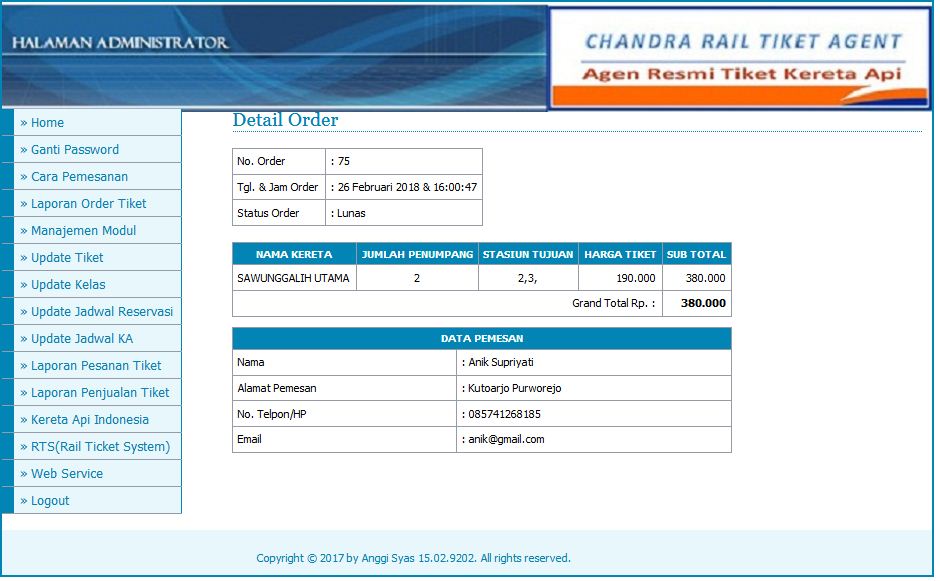 HALAMAN ADMINISTRATOR
CHANDRA RAIL TIKET AGENT
Agen Resmi Tiket Kereta Api
» Home
» Ganti Password
» Cara Pemesanan
» Laporan Order Tiket
» Manajemen Modul
» Update Tiket
» Update Kelas
» Update Jadwal Reservasi
» Update Jadwal KA
» Laporan Pesanan Tiket
» Laporan Penjualan Tiket
» Kereta Api Indonesia
» RTS(Rail Ticket System)
» Web Service
» Logout
Detail Order
No. Order : 75
Tgl. & Jam Order : 26 Februari 2018 & 16:00:47
Status Order : Lunas
NAMA KERETA JUMLAH PENUMPANG STASIUN TUJUAN HARGA TIKET SUB TOTAL
SAWUNGGALIH UTAMA 2 2,3, 190.000 380.000
Grand Total Rp. : 380.000
DATA PEMESAN
Nama : Anik Supriyati
Alamat Pemesan : Kutoarjo Purworejo
No. Telpon/HP : 085741268185
Email : anik@gmail.com
Copyright © 2017 by Anggi Syas 15.02.9202. All rights reserved.